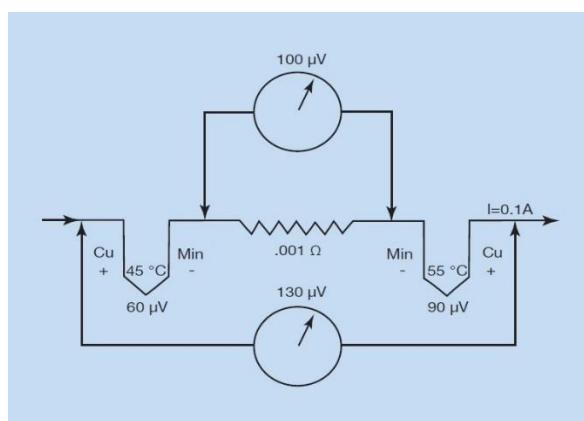 100 µV
I=0.1A
Cu
+
45 °C
Min
-
60 µV
.001 Ω
130 µV
Min
-
55 °C
Cu
+
90 µV